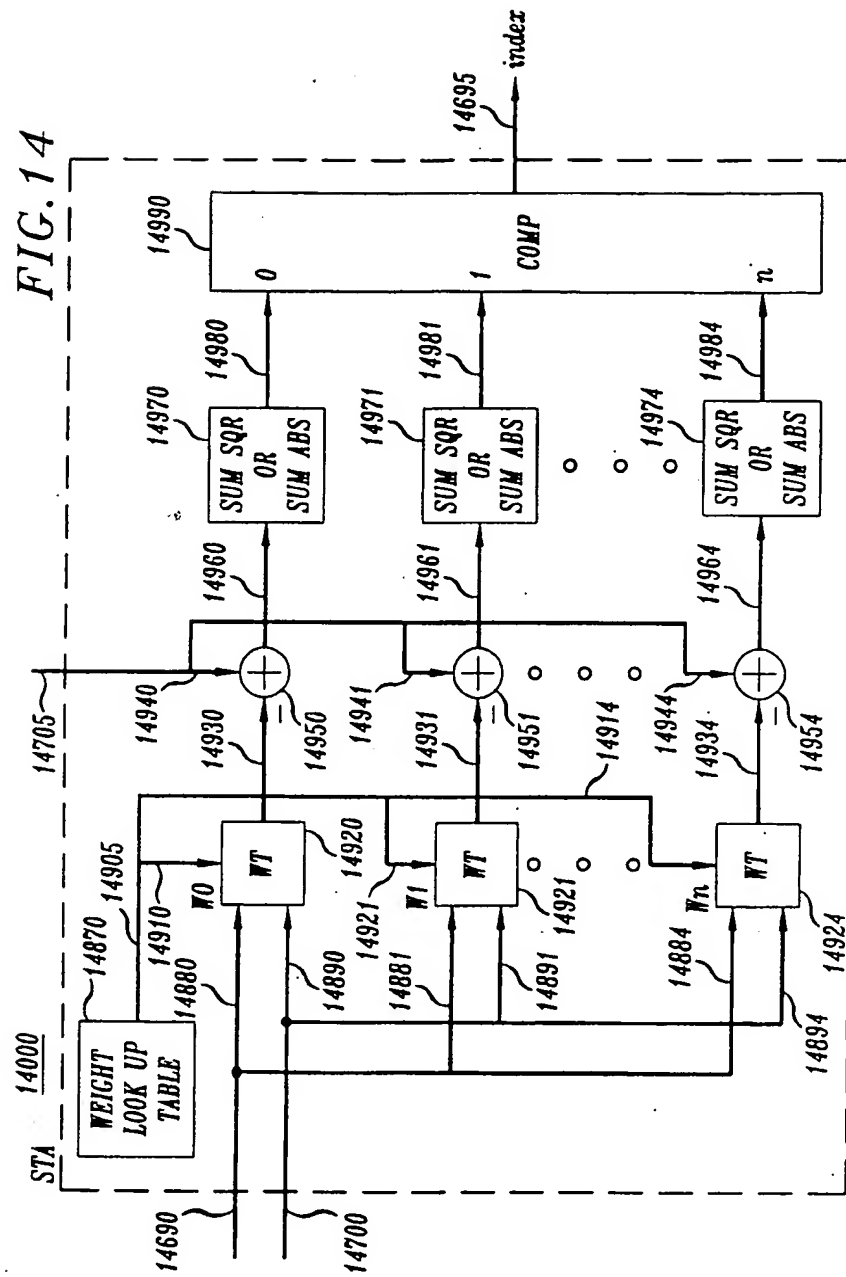 FIG. 14
STA
14000
14870
WEIGHT
LOOK UP
TABLE
14905
14910
14690
14700
14880
14890
W0
WT
14920
14930
14705
14940
-
+
14950
14960
14970
SUM SQR
OR
SUM ABS
14980
14990
0
1
COMP
n
14695
index
14881
14891
14921
W1
WT
14921
14931
14941
-
+
14951
14961
14971
SUM SQR
OR
SUM ABS
14981
14914
14884
14894
Wn
WT
14924
14934
14944
-
+
14954
14964
14974
SUM SQR
OR
SUM ABS
14984